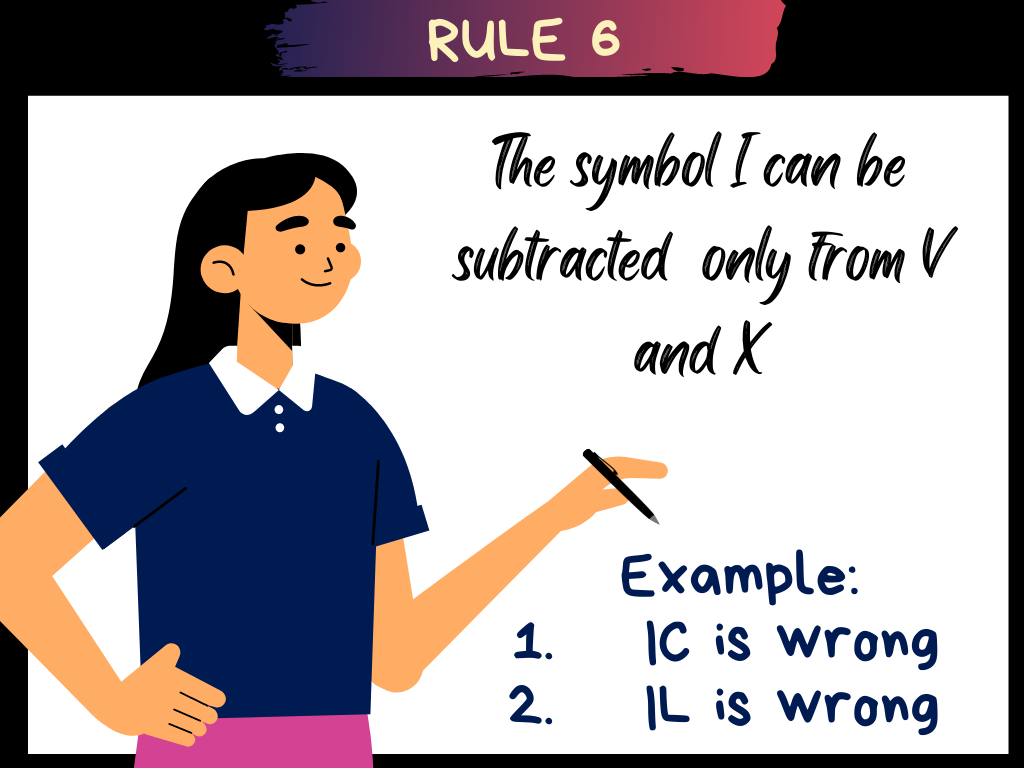 RULE 6
The symbol I can be
subtracted only from V
and X
Example:
1. IC is wrong
2. IL is wrong